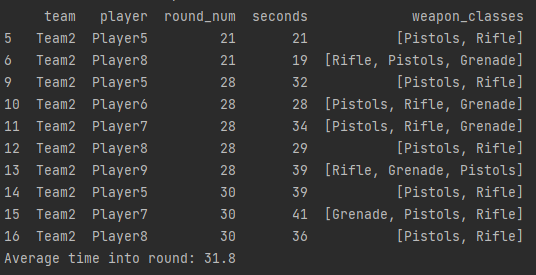 team player round_num seconds weapon_classes
5 Team2 Player5 21 21 [Pistols, Rifle]
6 Team2 Player8 21 19 [Rifle, Pistols, Grenade]
9 Team2 Player5 28 32 [Pistols, Rifle]
10 Team2 Player6 28 28 [Pistols, Rifle, Grenade]
11 Team2 Player7 28 34 [Pistols, Rifle, Grenade]
12 Team2 Player8 28 29 [Pistols, Rifle]
13 Team2 Player9 28 39 [Rifle, Grenade, Pistols]
14 Team2 Player5 30 39 [Pistols, Rifle]
15 Team2 Player7 30 41 [Grenade, Pistols, Rifle]
16 Team2 Player8 30 36 [Pistols, Rifle]
Average time into round: 31.8